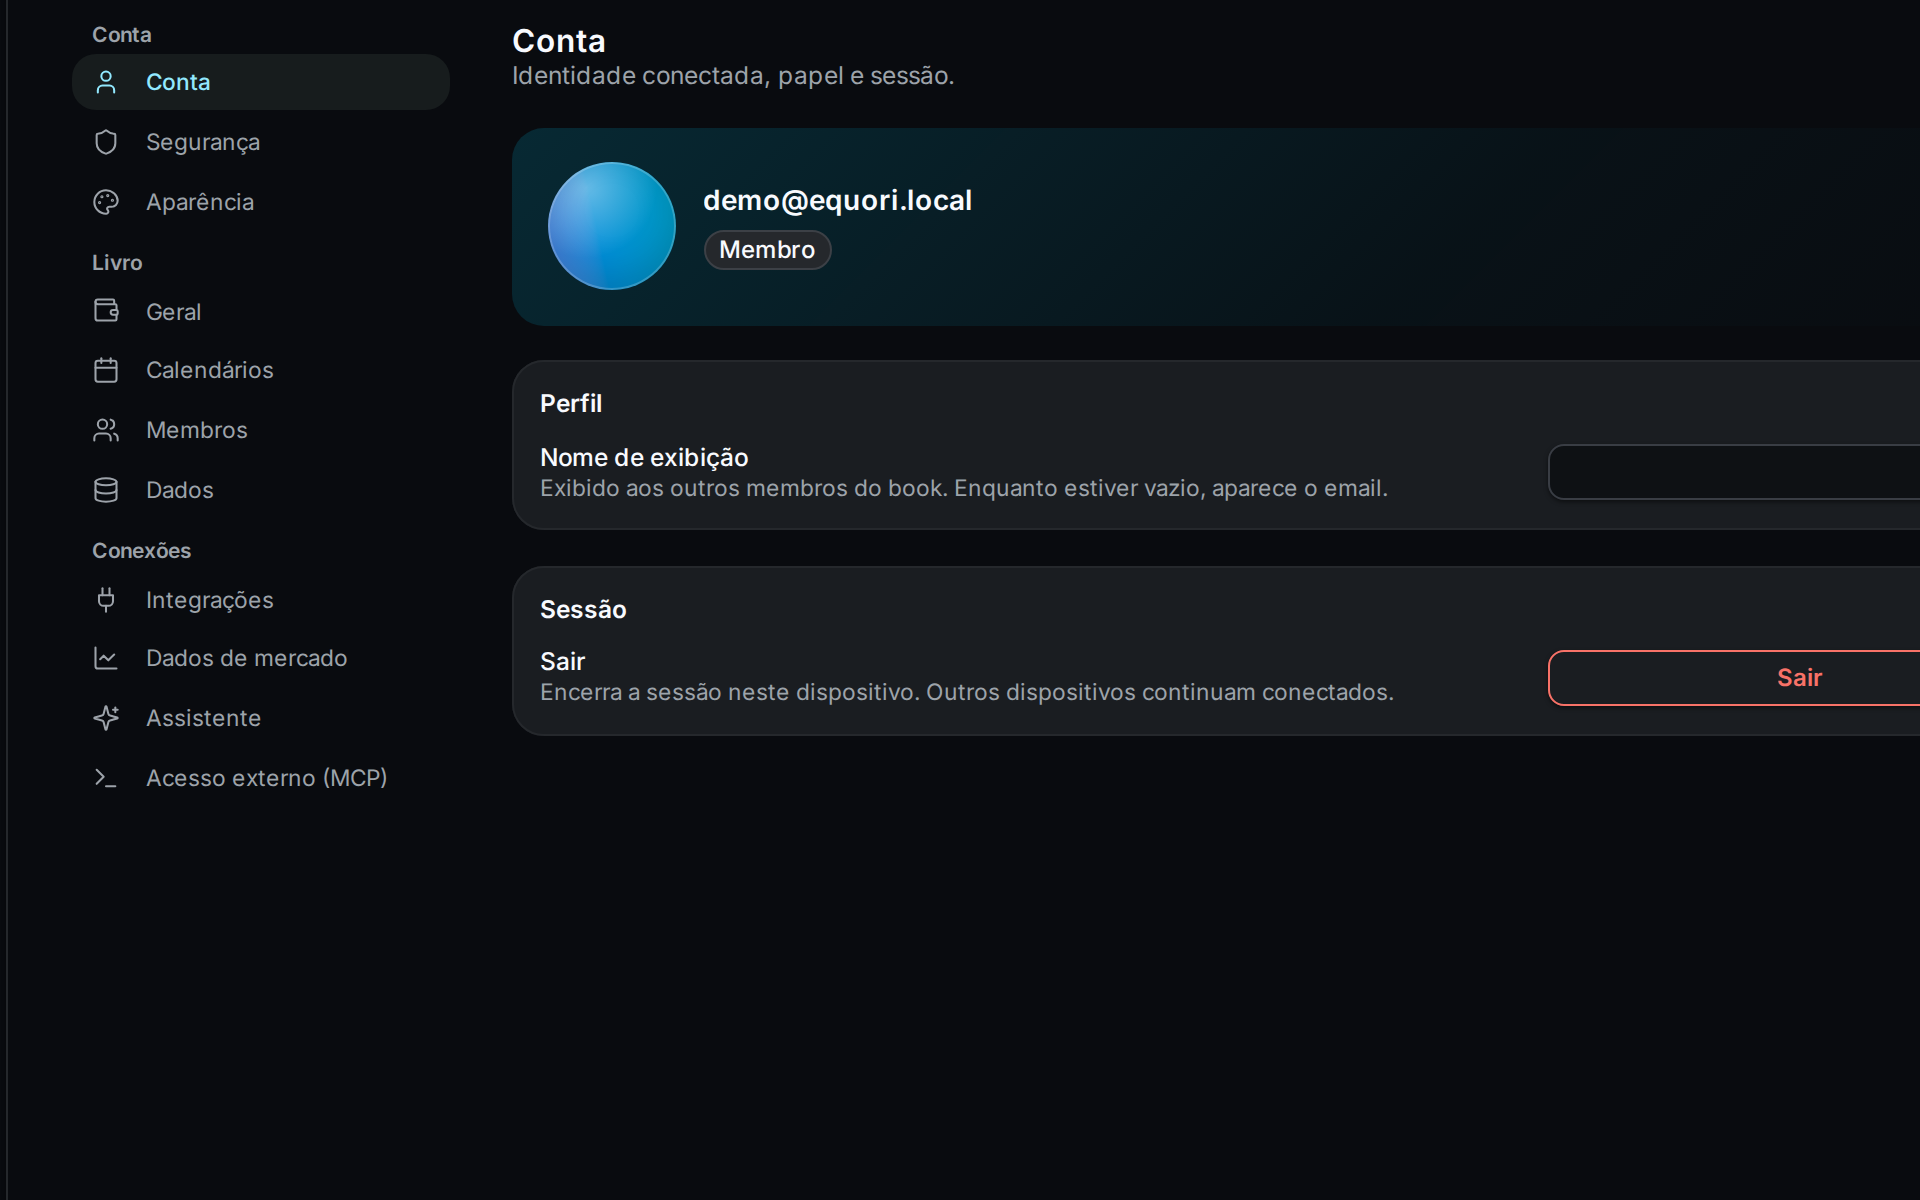 Conta
Conta
Segurança
Aparência
Livro
Geral
Calendários
Membros
Dados
Conexões
Integrações
Dados de mercado
Assistente
Acesso externo (MCP)
Conta
Identidade conectada, papel e sessão.
demo@equori.local
Membro
Perfil
Nome de exibição
Exibido aos outros membros do book. Enquanto estiver vazio, aparece o email.
Sessão
Sair
Encerra a sessão neste dispositivo. Outros dispositivos continuam conectados.
Sair